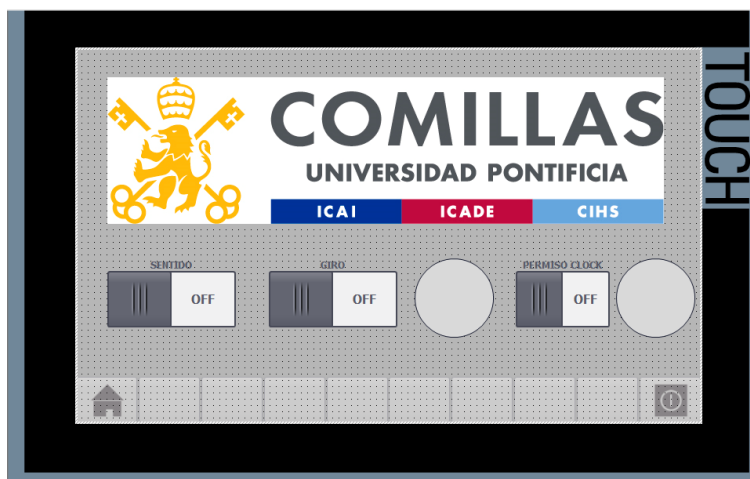 COMILLAS
UNIVERSIDAD PONTIFICIA
ICAI ICADE CIHS
TOUCH
SENTIDO GIRO PERMISO CLOCK
OFF OFF OFF